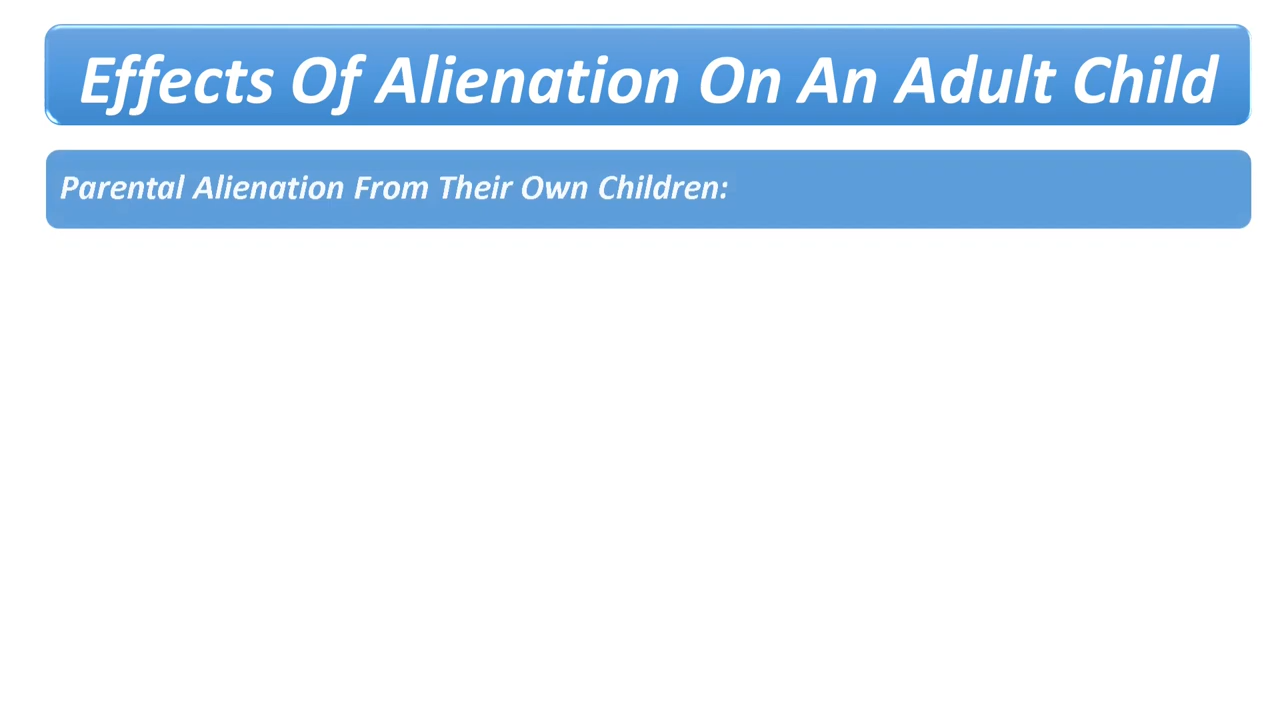 Effects Of Alienation On An Adult Child
Parental Alienation From Their Own Children: